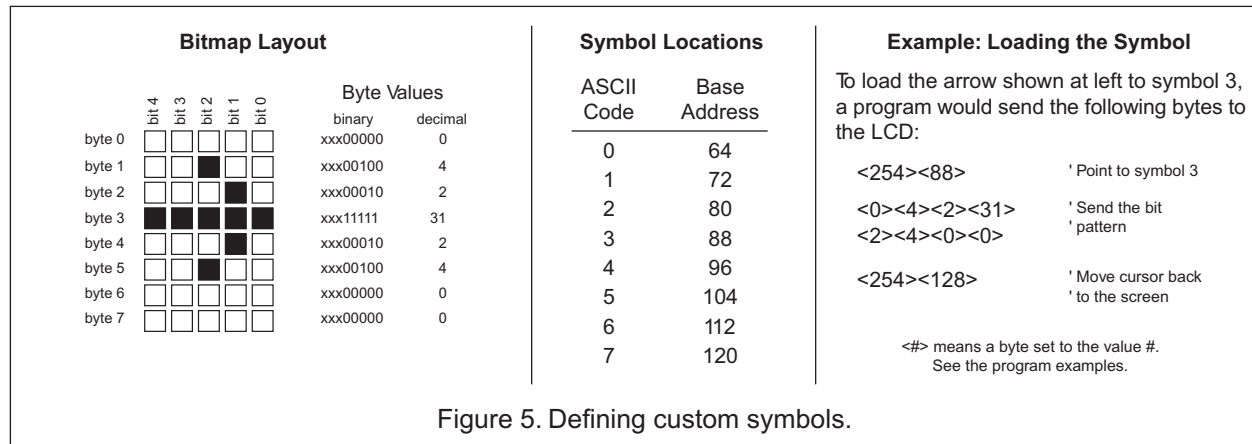 Bitmap Layout
bit 4 bit 3 bit 2 bit 1 bit 0
Byte Values
binary decimal
byte 0 xxx00000 0
byte 1 xxx00100 4
byte 2 xxx00010 2
byte 3 xxx11111 31
byte 4 xxx00010 2
byte 5 xxx00100 4
byte 6 xxx00000 0
byte 7 xxx00000 0
Symbol Locations
ASCII Base
Code Address
0 64
1 72
2 80
3 88
4 96
5 104
6 112
7 120
Example: Loading the Symbol
To load the arrow shown at left to symbol 3,
a program would send the following bytes to
the LCD:
<254><88> ' Point to symbol 3
<0><4><2><31> ' Send the bit
<2><4><0><0> ' pattern
<254><128> ' Move cursor back
' to the screen
<#> means a byte set to the value #.
See the program examples.
Figure 5. Defining custom symbols.